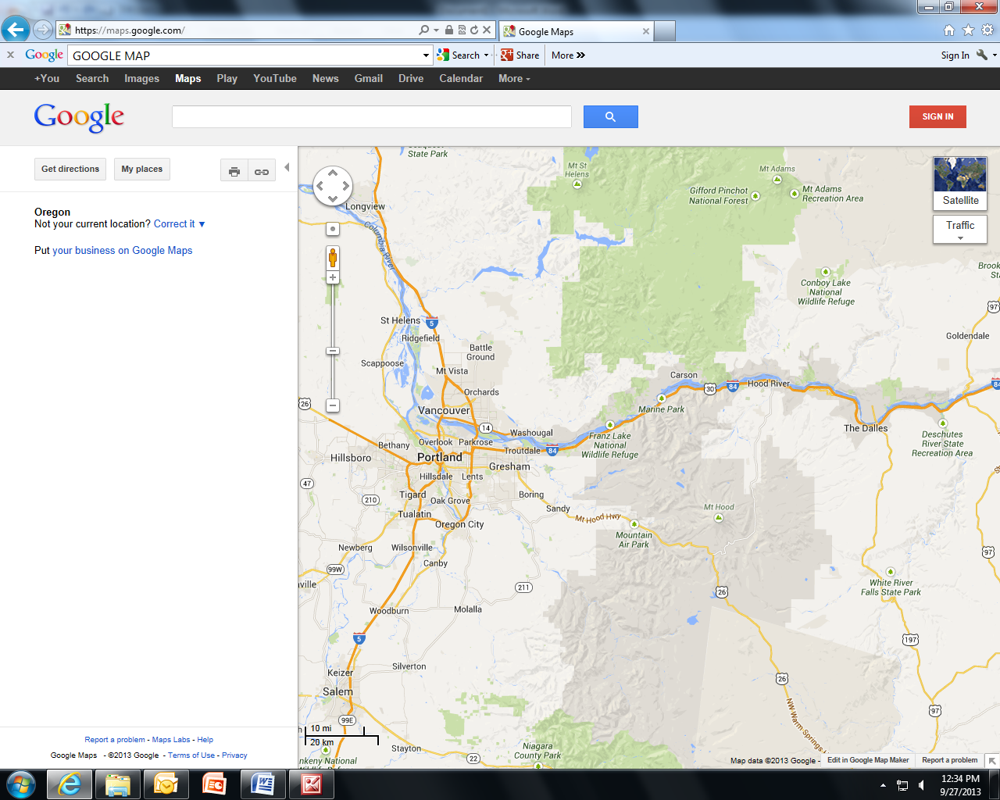 https://maps.google.com/
Google Maps
Google
GOOGLE MAP
Search
Share
More »
Sign In
+You Search Images Maps Play YouTube News Gmail Drive Calendar More
Google
SIGN IN
Get directions
My places
Oregon
Not your current location? Correct it ▼
Put your business on Google Maps
State Park
Mt St
Helens
Mt Adams
Gifford Pinchot
National Forest
Mt Adams
Recreation Area
Satellite
Traffic
Longview
Columbia River
Conboy Lake
National
Wildlife Refuge
Brook
Sta
97
St Helens
5
Ridgefield
Goldendale
Battle
Ground
Scappoose
Mt Vista
Carson
30
84
Hood River
84
Orchards
26
Vancouver
Marine Park
14
Washougal
The Dalles
Franz Lake
National
Wildlife Refuge
Deschutes
River State
Recreation Area
Overlook
Parkrose
Bethany
Troutdale
84
Hillsboro
Portland
Gresham
Hillsdale
Lents
47
210
Tigard
Oak Grove
Boring
Sandy
Mt Hood
Mt Hood Hwy
Tualatin
Oregon City
Mountain
Air Park
Newberg
Wilsonville
97
Canby
99W
nville
211
26
White River
Falls State Park
Woodburn
Molalla
5
197
Keizer
Silverton
26
Salem
NW Warm Springs H
97
99E
10 mi
20 km
Stayton
Niagara
County Park
22
nkeny National
Report a problem - Maps Labs - Help
Google Maps - ©2013 Google - Terms of Use - Privacy
Map data ©2013 Google -
Edit in Google Map Maker
Report a problem
12:34 PM
9/27/2013